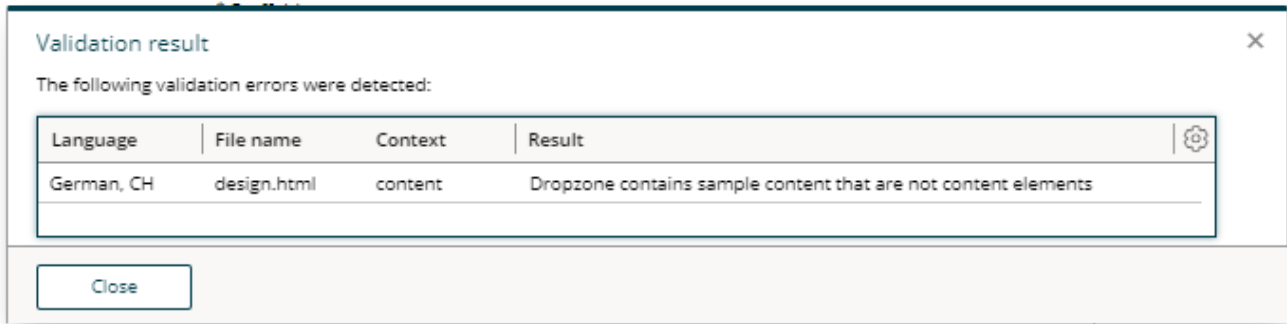 Validation result
The following validation errors were detected:
Language File name Context Result
German, CH design.html content Dropzone contains sample content that are not content elements
Close